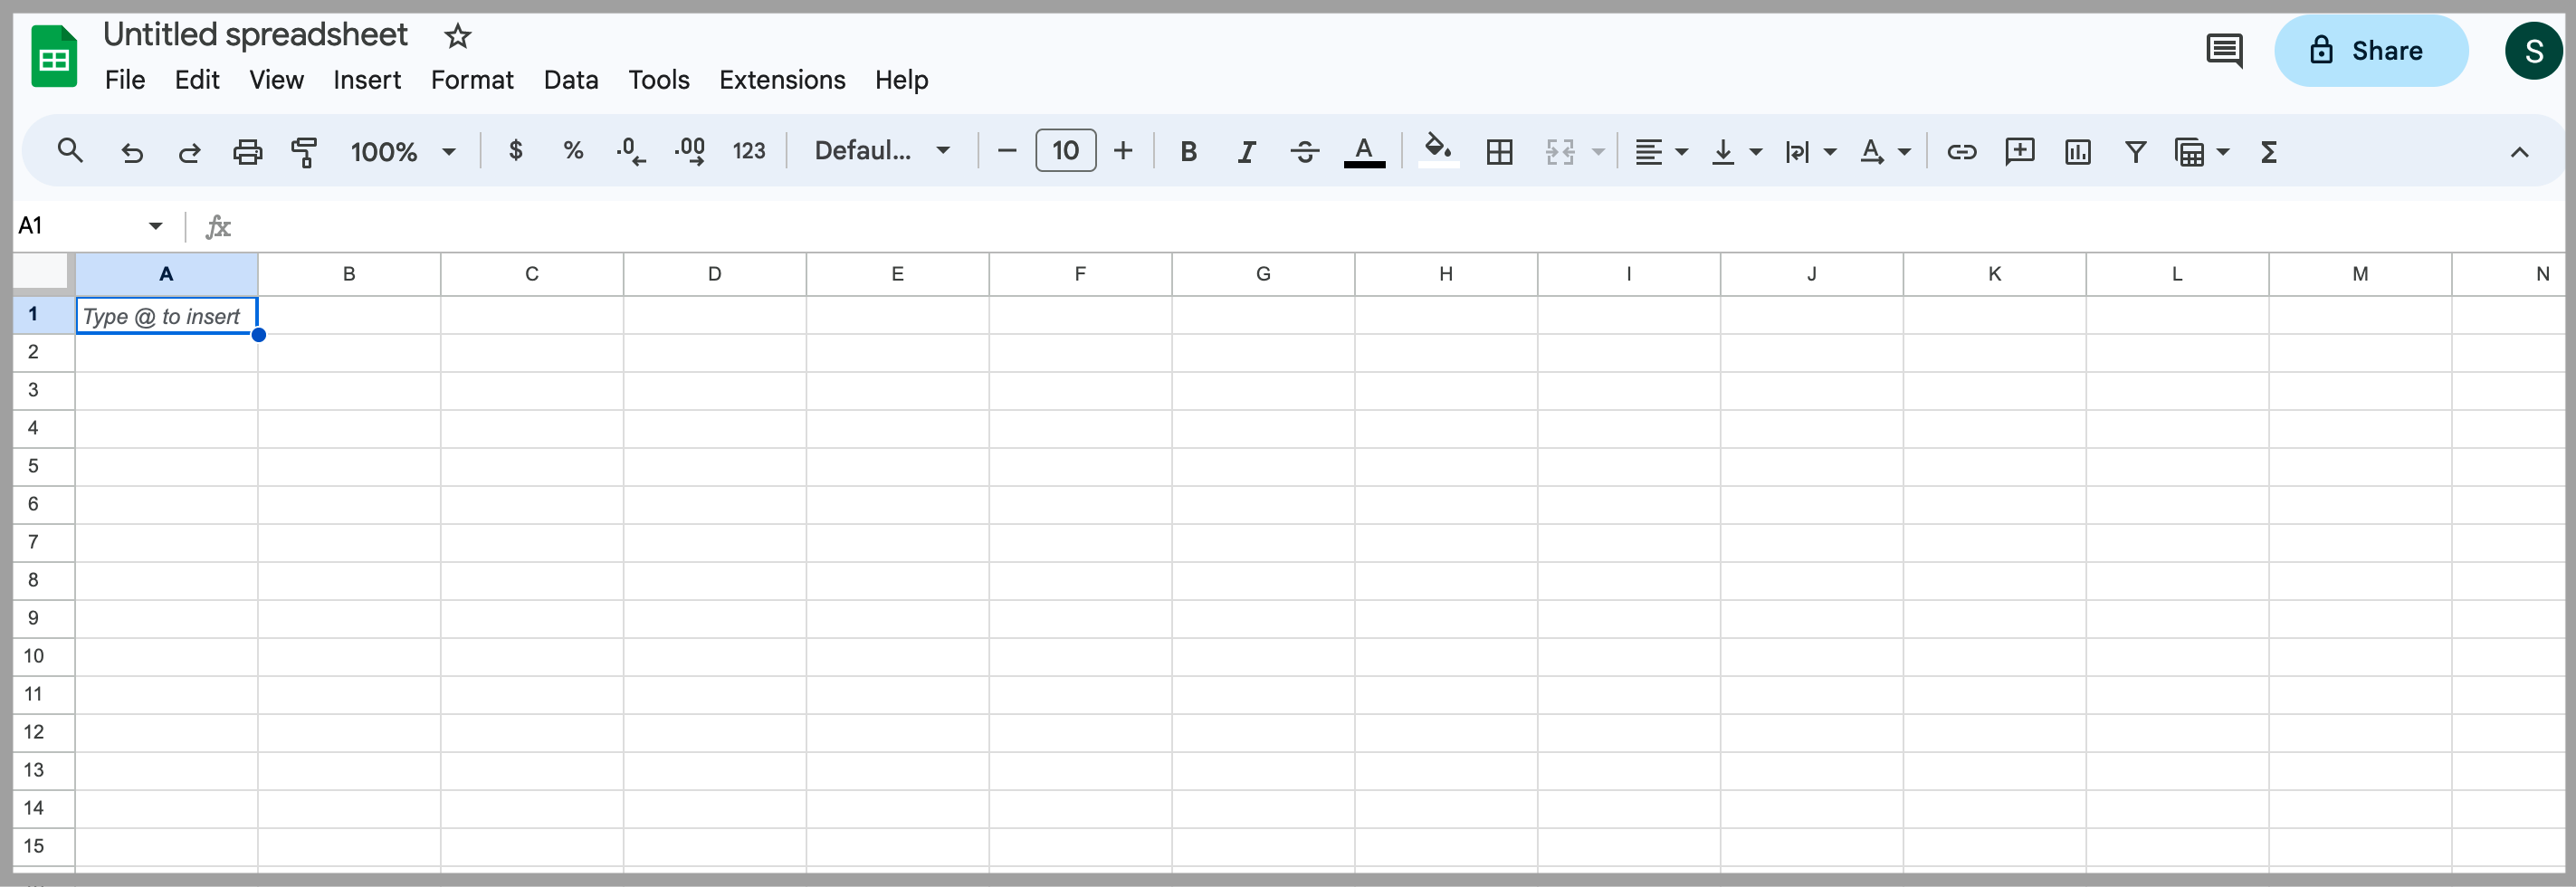 Untitled spreadsheet
File Edit View Insert Format Data Tools Extensions Help
Share
S
100% $ % .0 .00 123 Defaul... 10 B I S A A Σ
A1 fx
A B C D E F G H I J K L M N
1 Type @ to insert
2
3
4
5
6
7
8
9
10
11
12
13
14
15